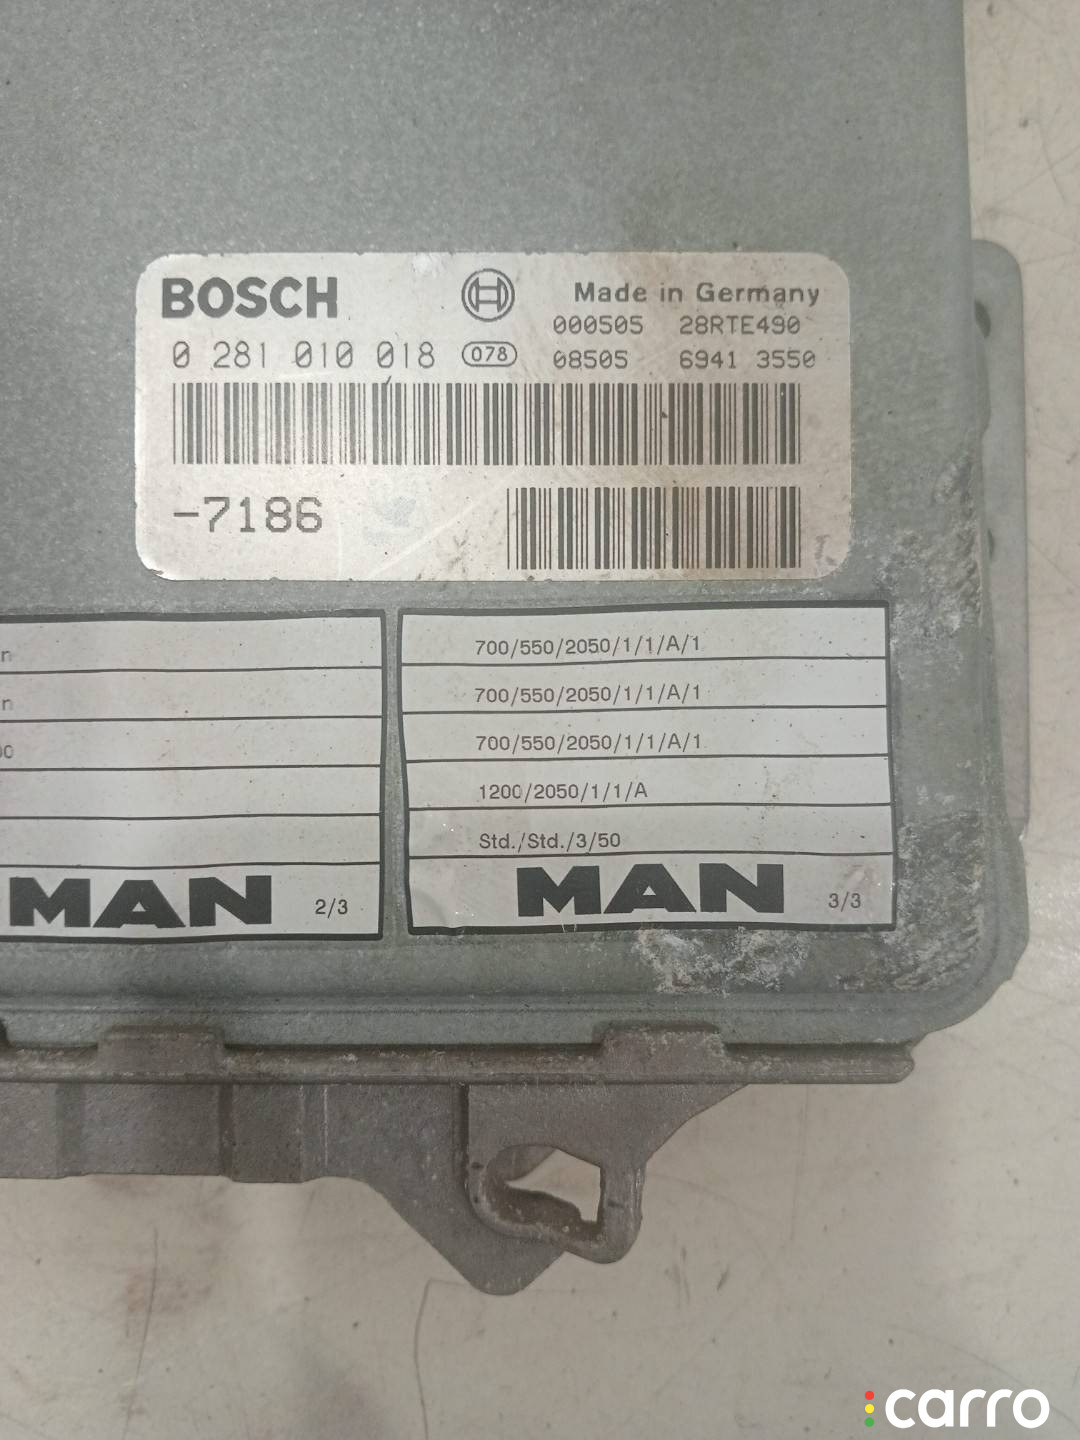 BOSCH
Made in Germany
000505 28RTE490
0 281 010 018 078 08505 6941 3550
-7186
n
n
00
MAN 2/3
700/550/2050/1/1/A/1
700/550/2050/1/1/A/1
700/550/2050/1/1/A/1
1200/2050/1/1/A
Std./Std./3/50
MAN 3/3
carro